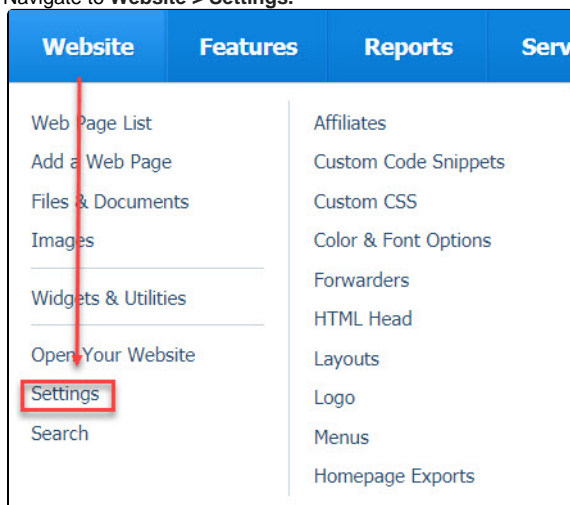 Navigate to Website > Settings.
Website Features Reports Serv
Web Page List
Add a Web Page
Files & Documents
Images
Widgets & Utilities
Open Your Website
Settings
Search
Affiliates
Custom Code Snippets
Custom CSS
Color & Font Options
Forwarders
HTML Head
Layouts
Logo
Menus
Homepage Exports